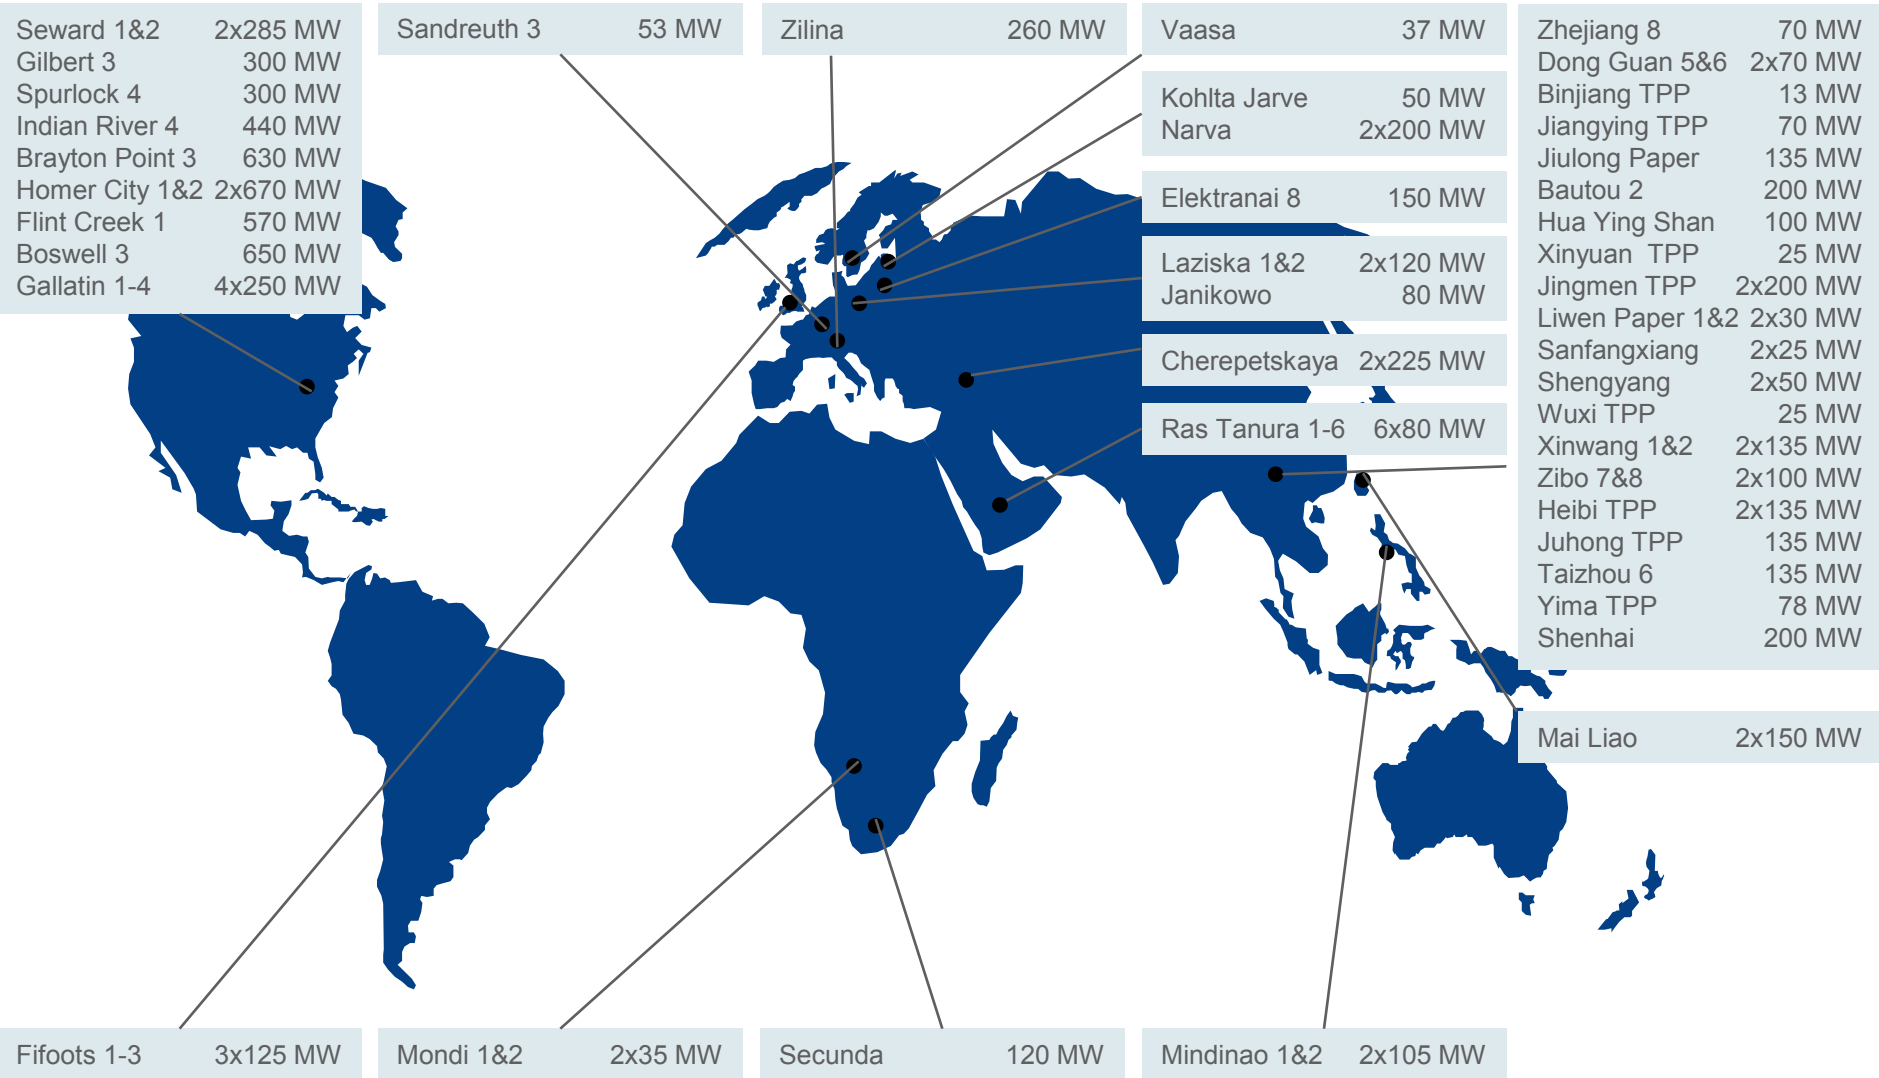 Seward 1&2 2x285 MW
Gilbert 3 300 MW
Spurlock 4 300 MW
Indian River 4 440 MW
Brayton Point 3 630 MW
Homer City 1&2 2x670 MW
Flint Creek 1 570 MW
Boswell 3 650 MW
Gallatin 1-4 4x250 MW
Sandreuth 3 53 MW
Zilina 260 MW
Vaasa 37 MW
Kohlta Jarve 50 MW
Narva 2x200 MW
Elektranai 8 150 MW
Laziska 1&2 2x120 MW
Janikowo 80 MW
Cherepetskaya 2x225 MW
Ras Tanura 1-6 6x80 MW
Zhejiang 8 70 MW
Dong Guan 5&6 2x70 MW
Binjiang TPP 13 MW
Jiangying TPP 70 MW
Jiulong Paper 135 MW
Bautou 2 200 MW
Hua Ying Shan 100 MW
Xinyuan TPP 25 MW
Jingmen TPP 2x200 MW
Liwen Paper 1&2 2x30 MW
Sanfangxiang 2x25 MW
Shengyang 2x50 MW
Wuxi TPP 25 MW
Xinwang 1&2 2x135 MW
Zibo 7&8 2x100 MW
Heibi TPP 2x135 MW
Juhong TPP 135 MW
Taizhou 6 135 MW
Yima TPP 78 MW
Shenhai 200 MW
Mai Liao 2x150 MW
Fifoots 1-3 3x125 MW
Mondi 1&2 2x35 MW
Secunda 120 MW
Mindinao 1&2 2x105 MW